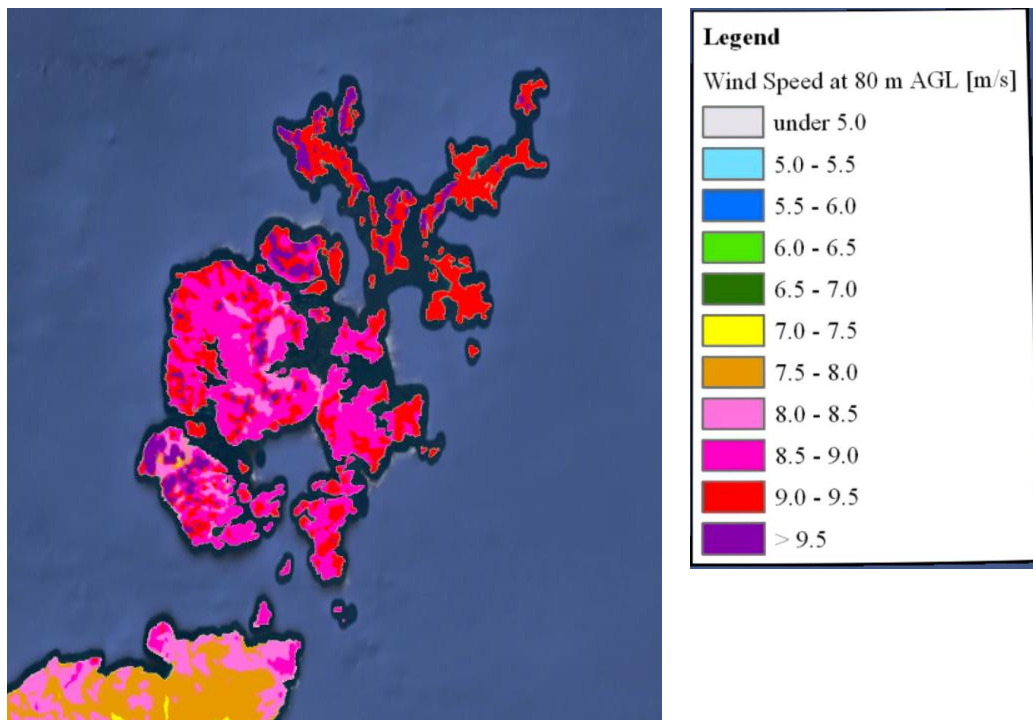 Legend
Wind Speed at 80 m AGL [m/s]
under 5.0
5.0 - 5.5
5.5 - 6.0
6.0 - 6.5
6.5 - 7.0
7.0 - 7.5
7.5 - 8.0
8.0 - 8.5
8.5 - 9.0
9.0 - 9.5
> 9.5